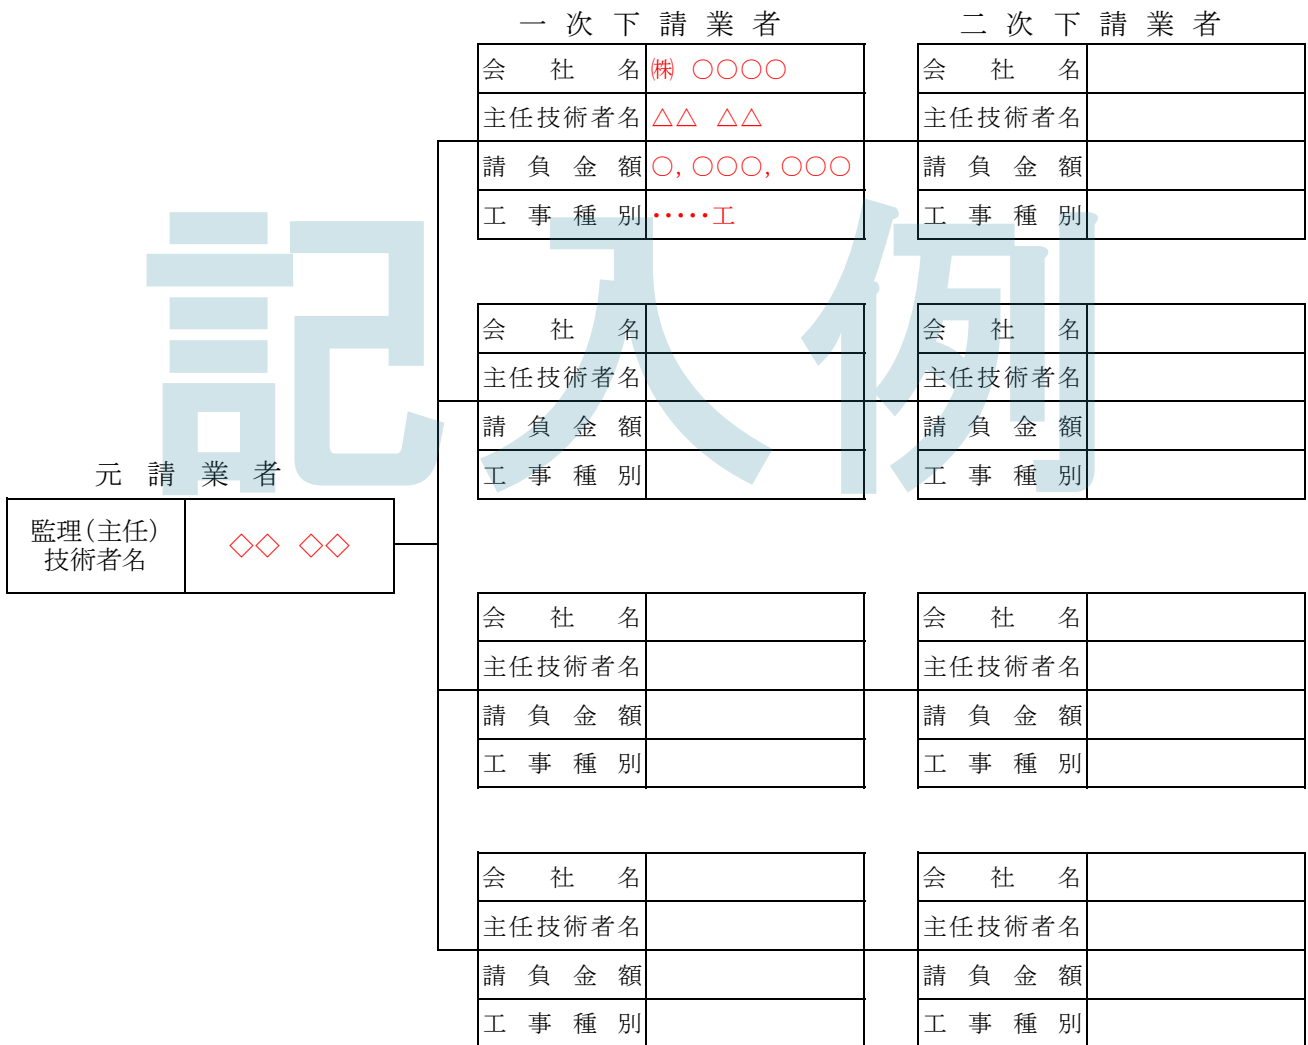 一次下請業者 二次下請業者
会社名 ㈱ ○○○○ 会社名
主任技術者名 △△ △△ 主任技術者名
請負金額 ○,○○○,○○○ 請負金額
工事種別 ・・・・・工 工事種別
記入例
会社名 会社名
主任技術者名 主任技術者名
請負金額 請負金額
工事種別 工事種別
元請業者
監理(主任)
技術者名 ◇◇ ◇◇
会社名 会社名
主任技術者名 主任技術者名
請負金額 請負金額
工事種別 工事種別
会社名 会社名
主任技術者名 主任技術者名
請負金額 請負金額
工事種別 工事種別